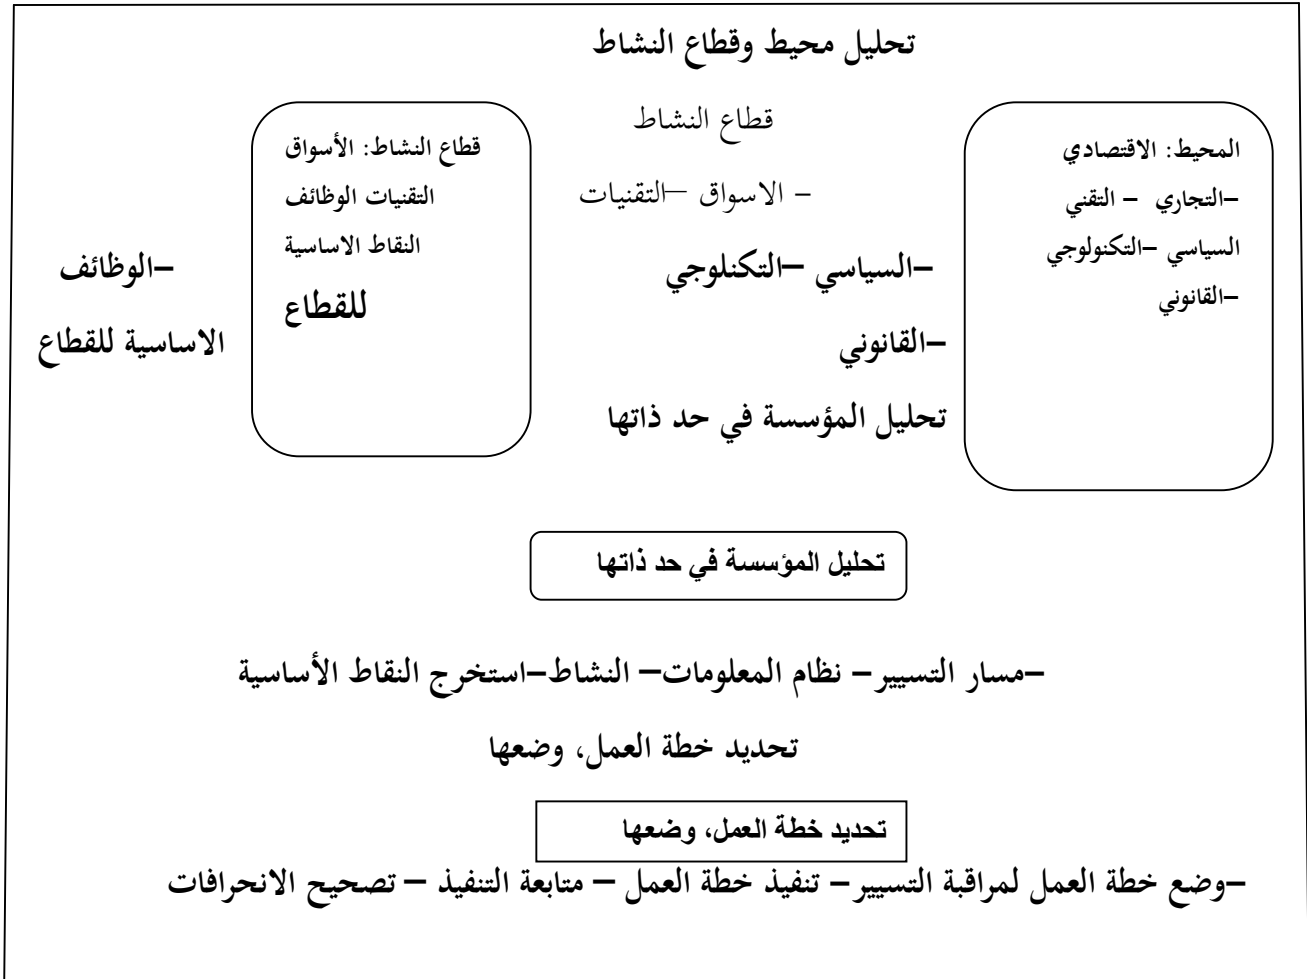 تحليل محيط وقطاع النشاط
قطاع النشاط
– الاسواق –التقنيات
–السياسي –التكنلوجي
–القانوني
تحليل المؤسسة في حد ذاتها
المحيط: الاقتصادي
–التجاري – التقني
السياسي –التكنولوجي
–القانوني
قطاع النشاط: الأسواق
التقنيات الوظائف
النقاط الاساسية
للقطاع
–الوظائف
الاساسية للقطاع
تحليل المؤسسة في حد ذاتها
–مسار التسيير– نظام المعلومات– النشاط–استخرج النقاط الأساسية
تحديد خطة العمل، وضعها
تحديد خطة العمل، وضعها
–وضع خطة العمل لمراقبة التسيير– تنفيذ خطة العمل – متابعة التنفيذ – تصحيح الانحرافات